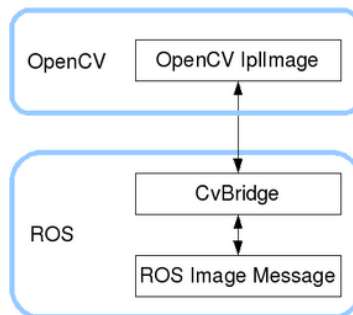 OpenCV
OpenCV IplImage
CvBridge
ROS
ROS Image Message